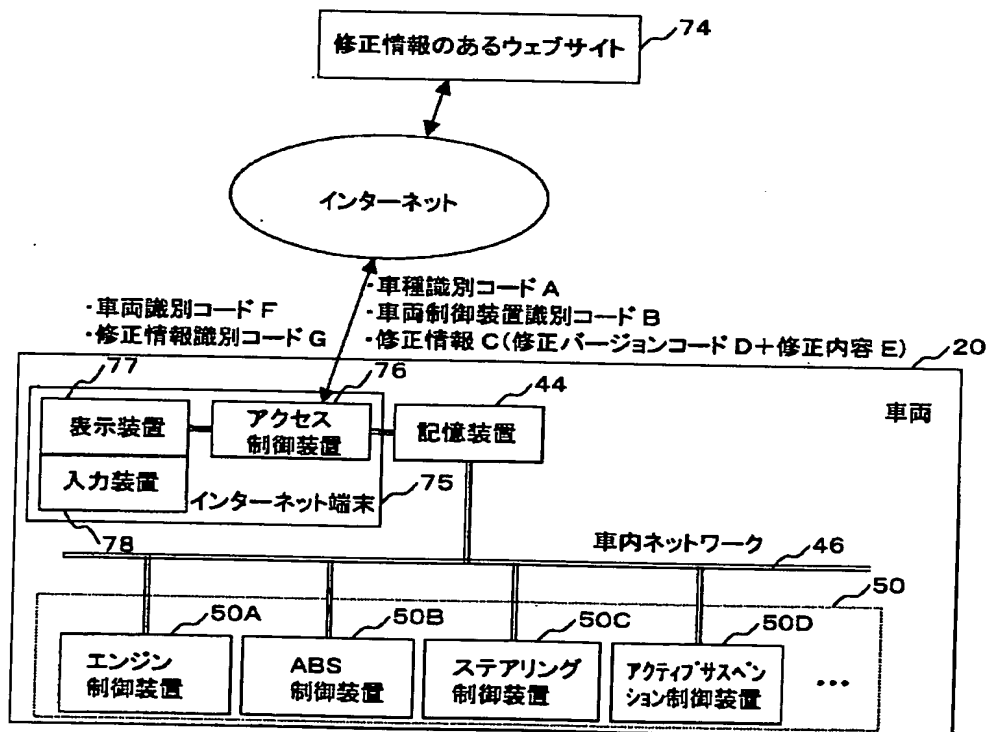 修正情報のあるウェブサイト
74
インターネット
・車両識別コード F
・修正情報識別コード G
・車種識別コード A
・車両制御装置識別コード B
・修正情報 C(修正バージョンコード D+修正内容 E)
20
車両
77
76
44
表示装置
アクセス
制御装置
記憶装置
入力装置
インターネット端末
75
78
車内ネットワーク
46
50
50A
50B
50C
50D
エンジン
制御装置
ABS
制御装置
ステアリング
制御装置
アクティブサスペン
ション制御装置
・・・